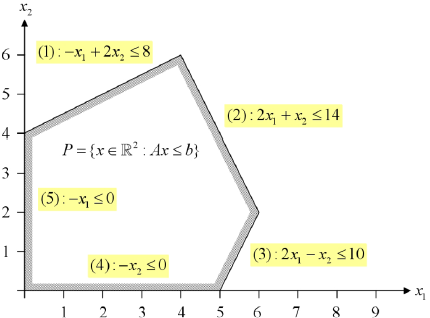 x₂
6
(1): −x₁ + 2x₂ ≤ 8
5
(2): 2x₁ + x₂ ≤ 14
4
P = {x ∈ ℝ² : Ax ≤ b}
3
(5): −x₁ ≤ 0
2
1
(4): −x₂ ≤ 0
(3): 2x₁ − x₂ ≤ 10
1 2 3 4 5 6 7 8 9
x₁